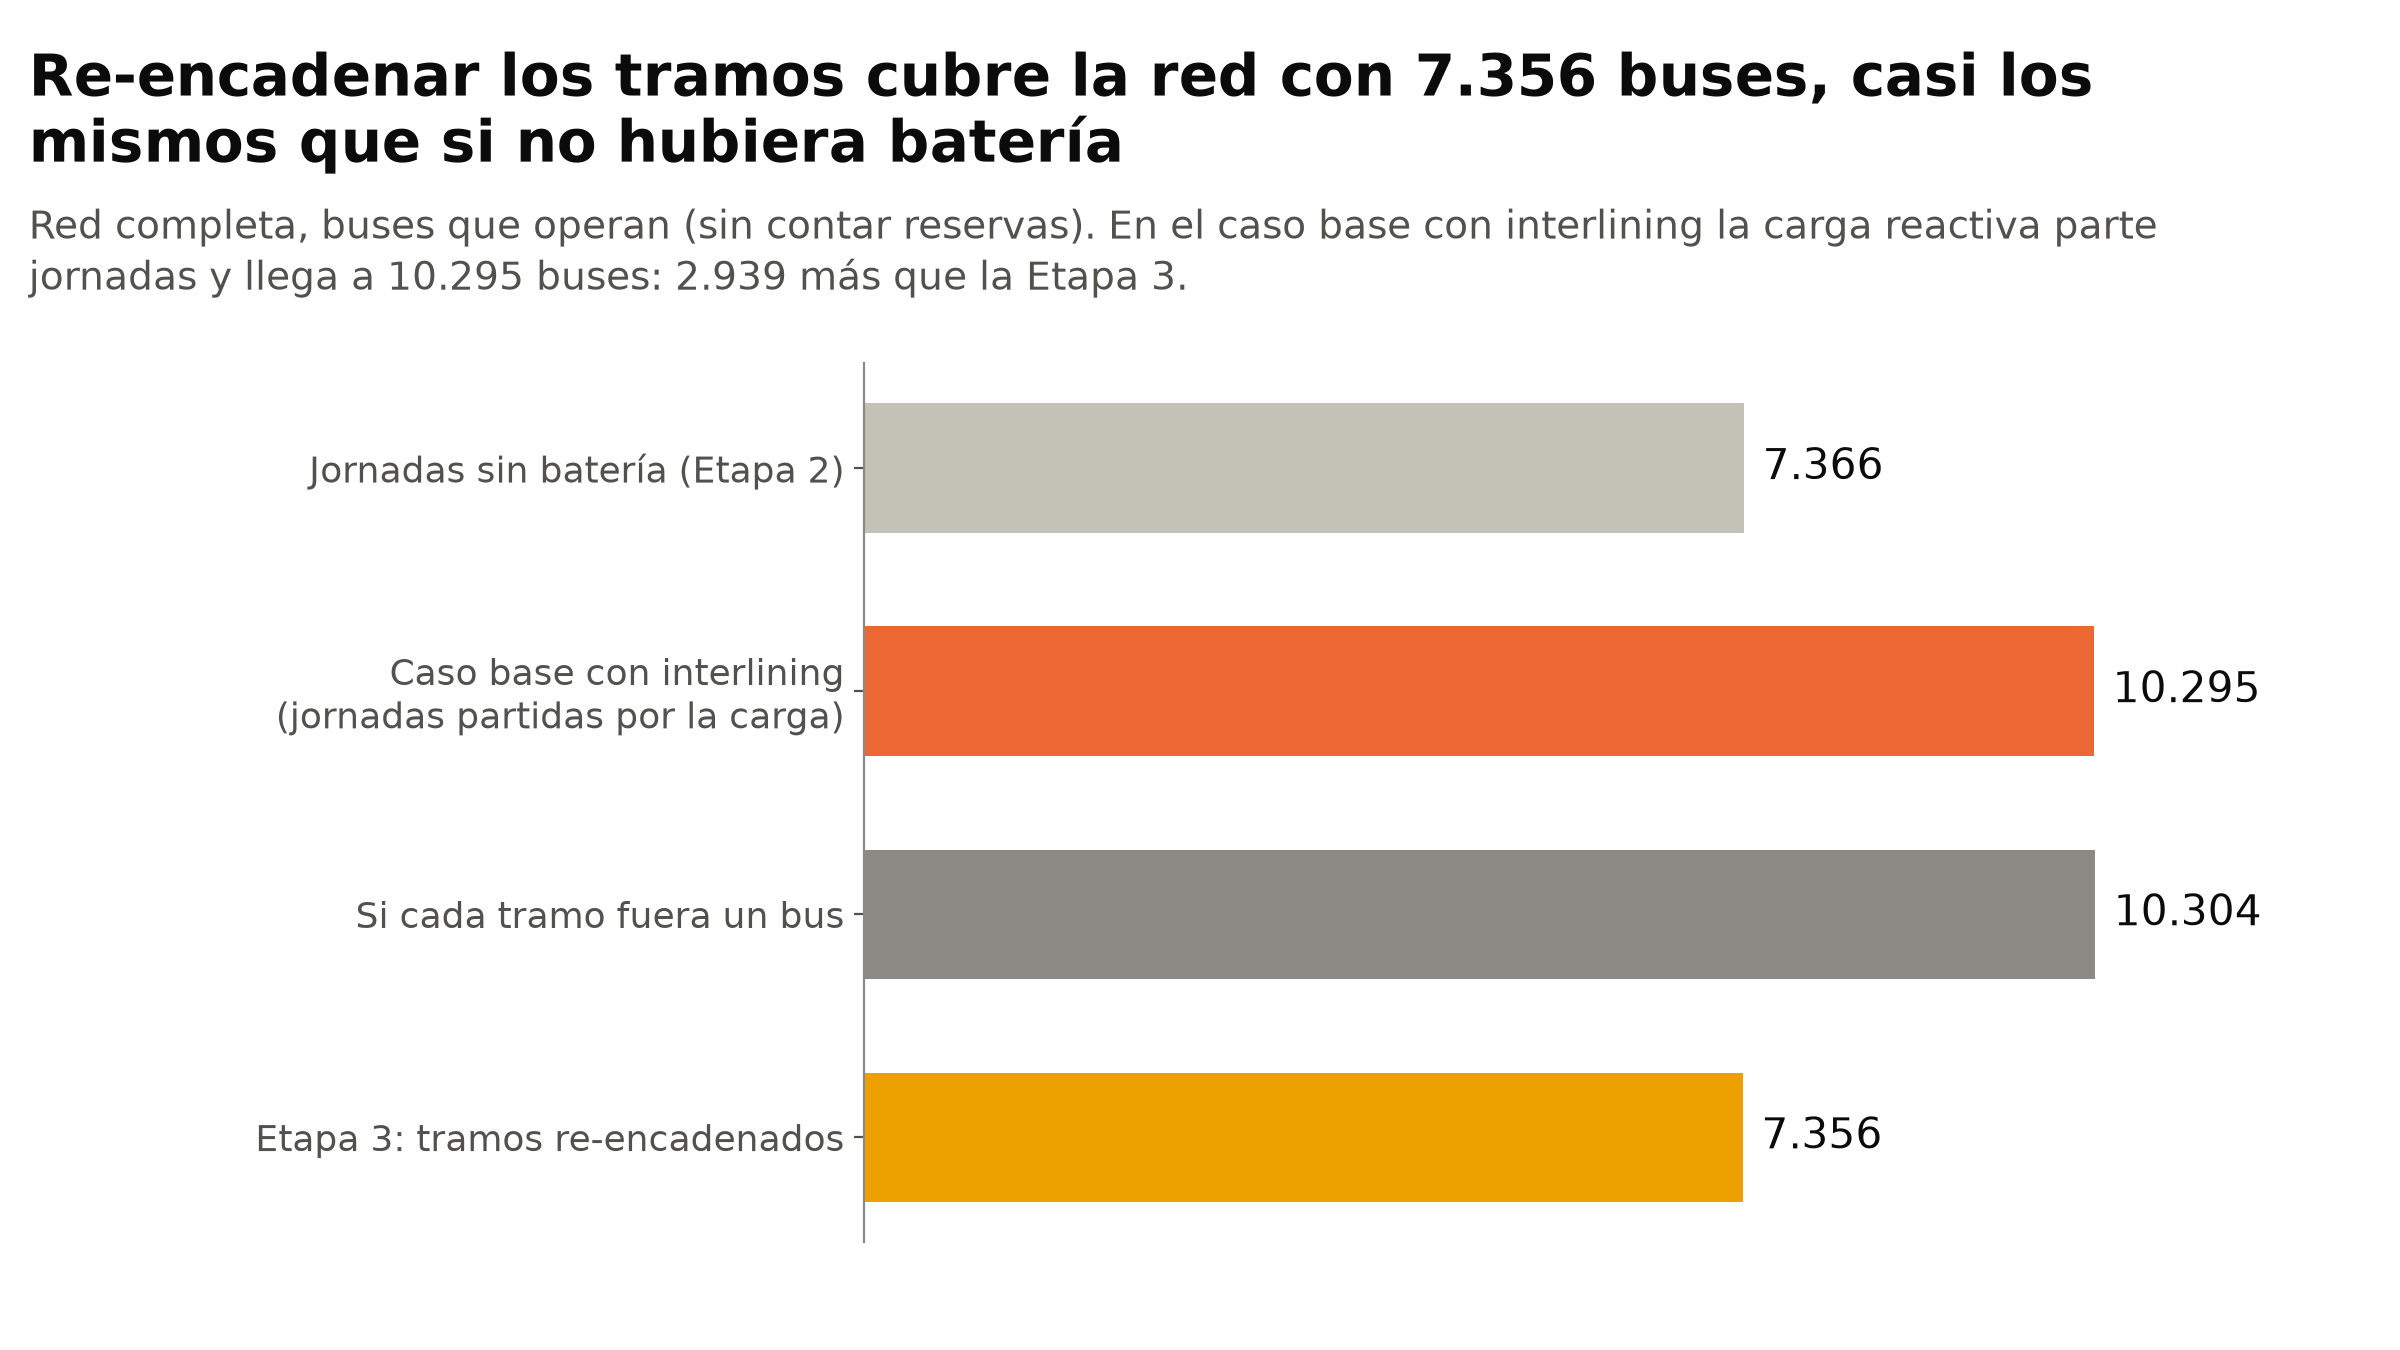 Re-encadenar los tramos cubre la red con 7.356 buses, casi los
mismos que si no hubiera batería
Red completa, buses que operan (sin contar reservas). En el caso base con interlining la carga reactiva parte
jornadas y llega a 10.295 buses: 2.939 más que la Etapa 3.
Jornadas sin batería (Etapa 2)
7.366
Caso base con interlining
(jornadas partidas por la carga)
10.295
Si cada tramo fuera un bus
10.304
Etapa 3: tramos re-encadenados
7.356